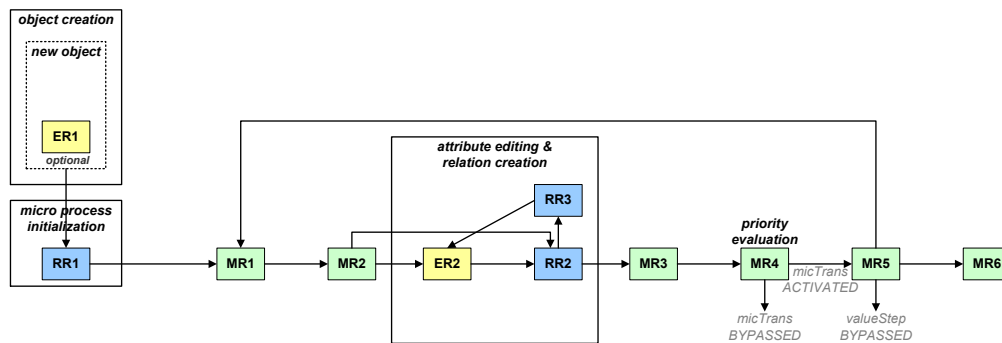 object creation
new object
ER1
optional
micro process
initialization
RR1
MR1
MR2
attribute editing &
relation creation
RR3
ER2
RR2
MR3
priority
evaluation
MR4
micTrans
ACTIVATED
MR5
MR6
micTrans
BYPASSED
valueStep
BYPASSED